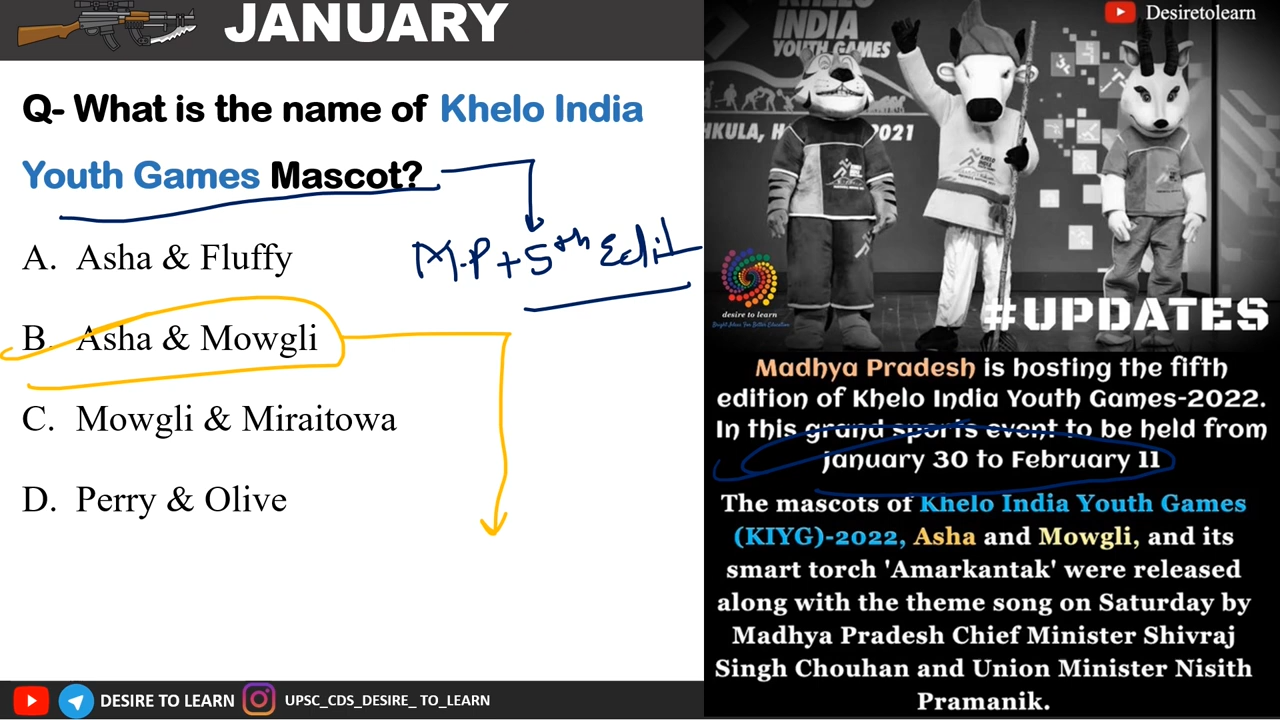 JANUARY
Q- What is the name of Khelo India
Youth Games Mascot?
M.P + 5th Edit
A. Asha & Fluffy
B. Asha & Mowgli
C. Mowgli & Miraitowa
D. Perry & Olive
DESIRE TO LEARN
UPSC_CDS_DESIRE_ TO_LEARN
Desiretolearn
KHELO
INDIA
YOUTH GAMES
HKULA, H 2021
desire to learn
#UPDATES
Madhya Pradesh is hosting the fifth
edition of Khelo India Youth Games-2022.
In this grand sports event to be held from
January 30 to February 11
The mascots of Khelo India Youth Games
(KIYG)-2022, Asha and Mowgli, and its
smart torch 'Amarkantak' were released
along with the theme song on Saturday by
Madhya Pradesh Chief Minister Shivraj
Singh Chouhan and Union Minister Nisith
Pramanik.